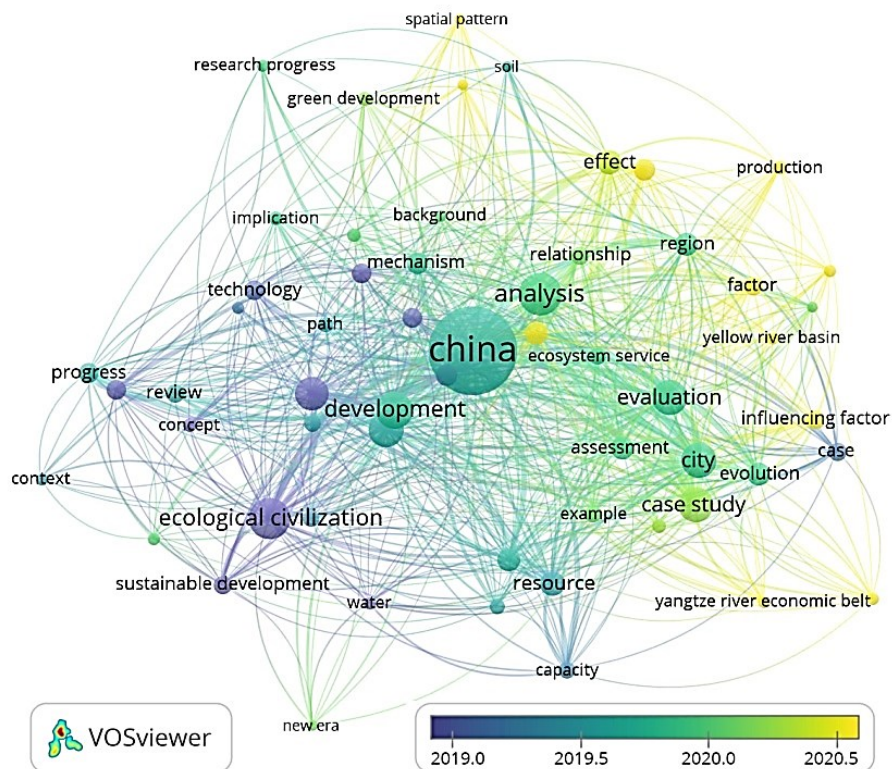 spatial pattern
research progress
soil
green development
effect
production
implication
background
region
relationship
mechanism
technology
analysis
factor
path
china
yellow river basin
ecosystem service
progress
review
development
evaluation
concept
influencing factor
assessment
case
city
evolution
context
case study
ecological civilization
example
sustainable development
resource
water
yangtze river economic belt
capacity
new era
VOSviewer
2019.0
2019.5
2020.0
2020.5